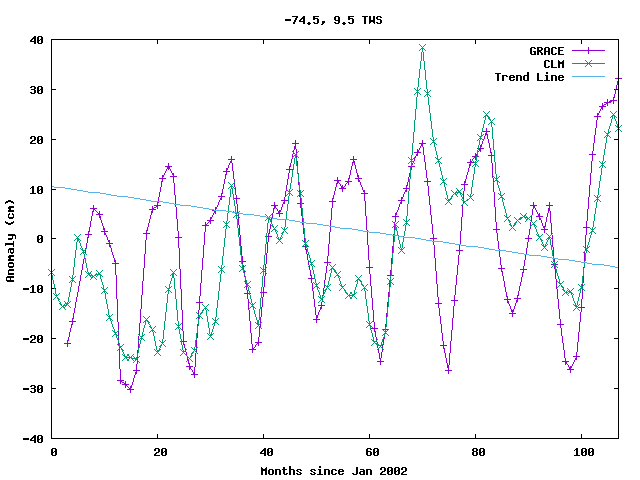 -74.5, 9.5 TWS
GRACE
CLM
Trend Line
Anomaly (cm)
40
30
20
10
0
-10
-20
-30
-40
0 20 40 60 80 100
Months since Jan 2002